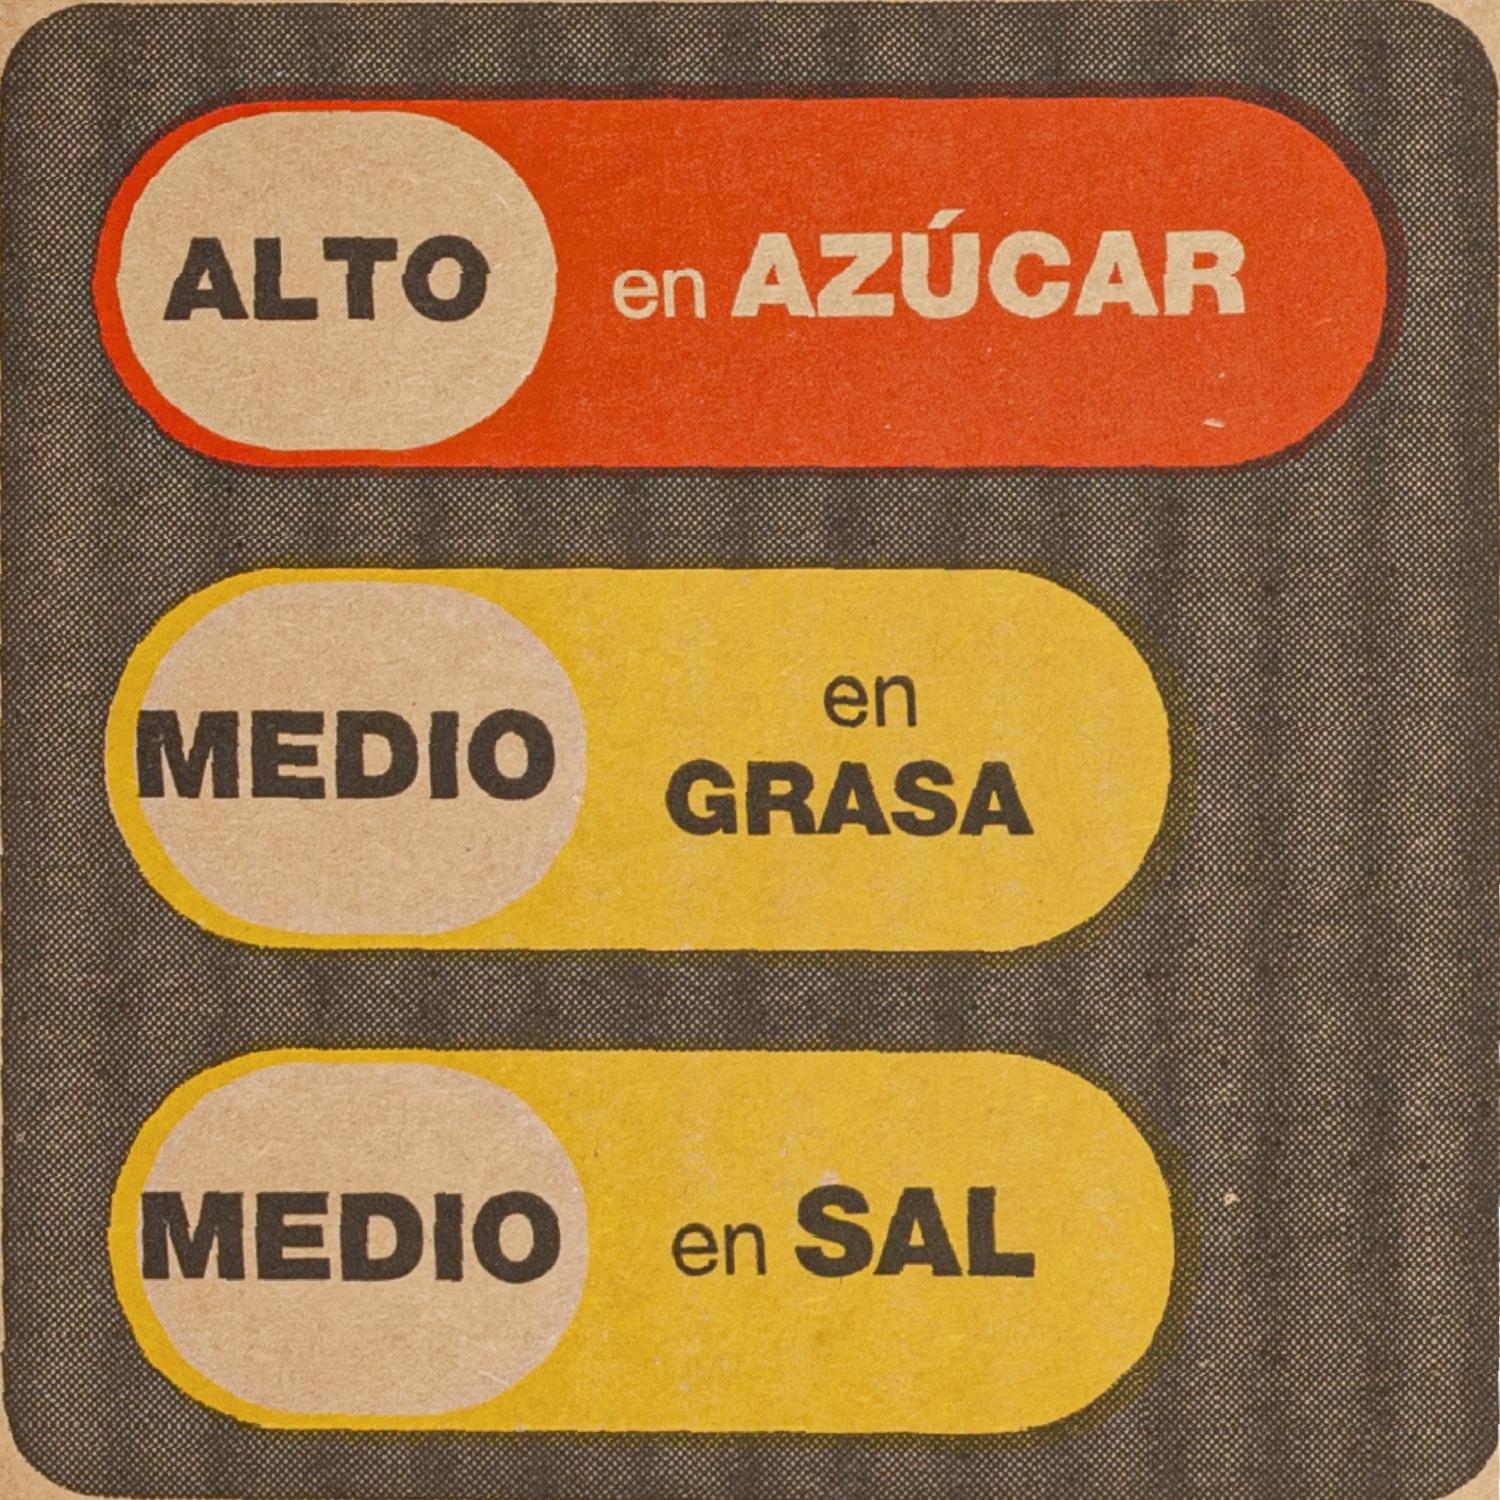 ALTO en AZÚCAR
MEDIO en
GRASA
MEDIO en SAL